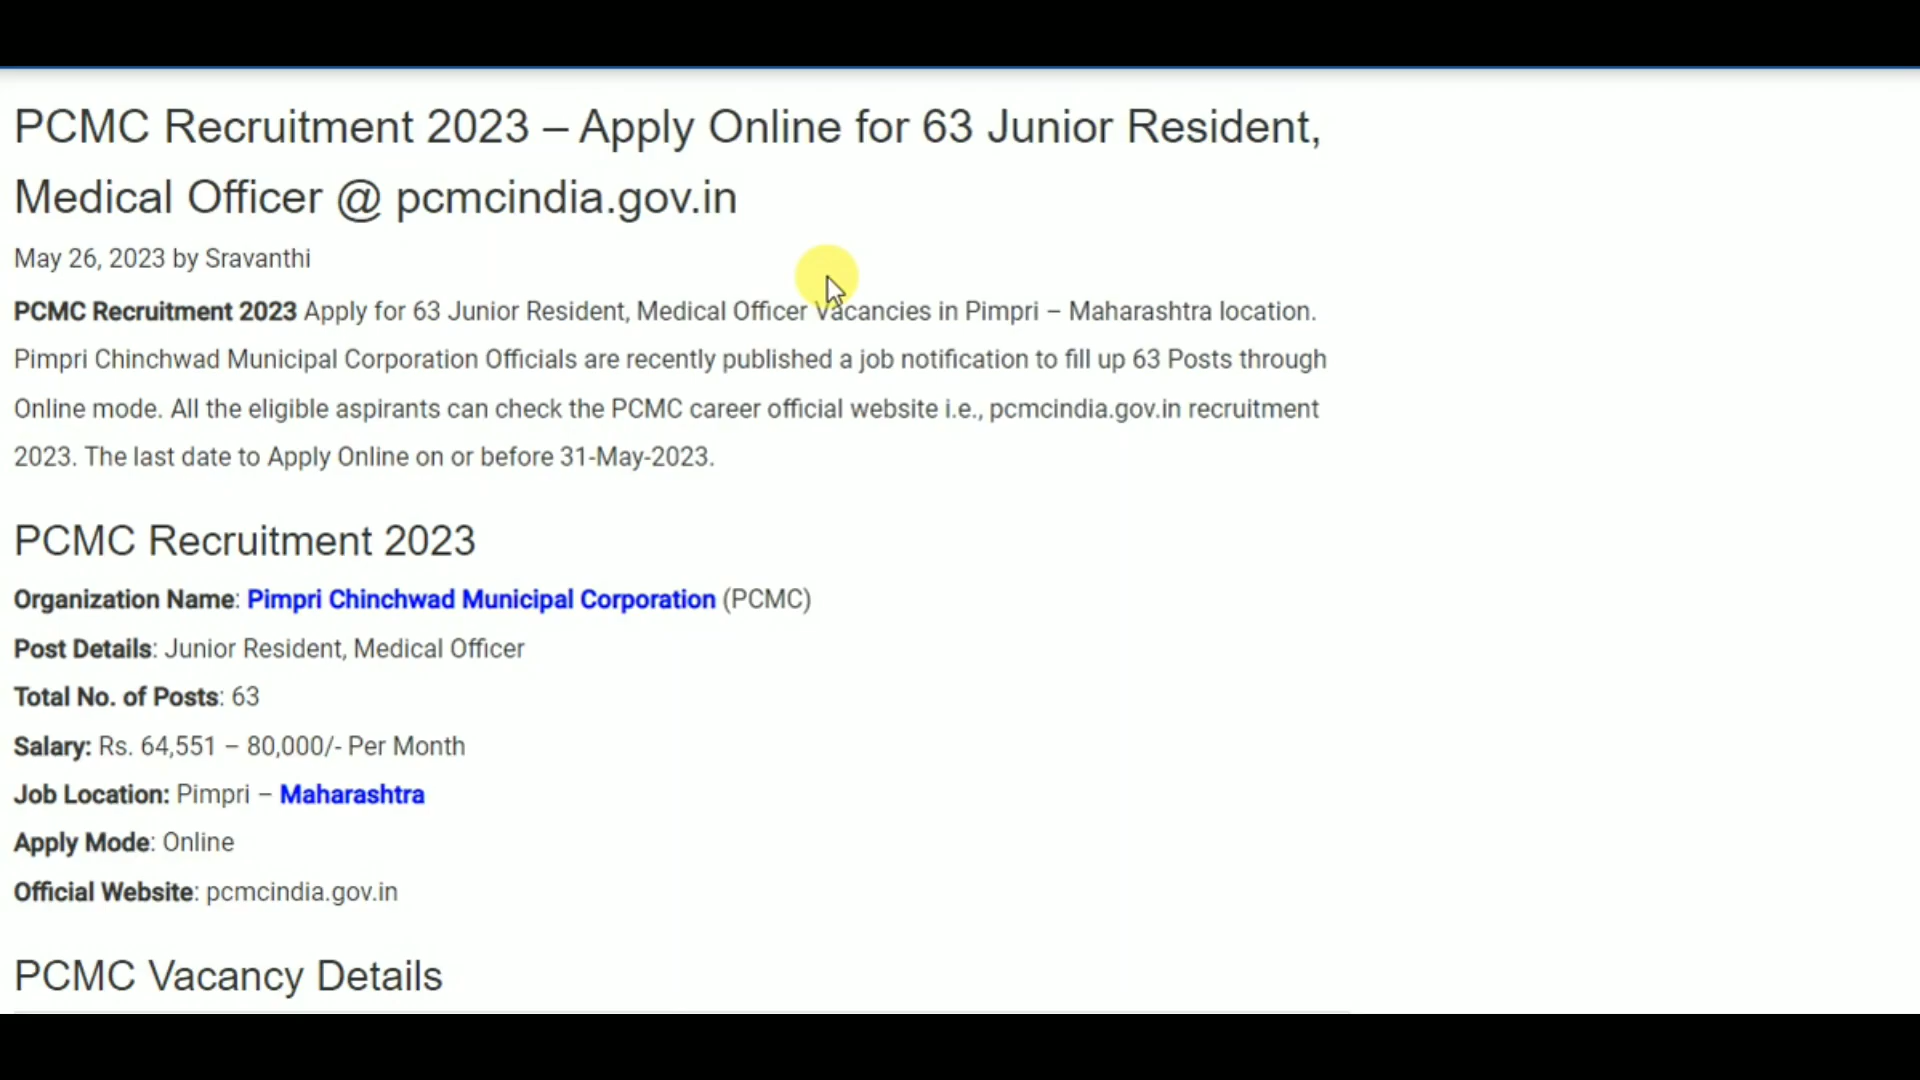 PCMC Recruitment 2023 – Apply Online for 63 Junior Resident,
Medical Officer @ pcmcindia.gov.in
May 26, 2023 by Sravanthi
PCMC Recruitment 2023 Apply for 63 Junior Resident, Medical Officer Vacancies in Pimpri – Maharashtra location.
Pimpri Chinchwad Municipal Corporation Officials are recently published a job notification to fill up 63 Posts through
Online mode. All the eligible aspirants can check the PCMC career official website i.e., pcmcindia.gov.in recruitment
2023. The last date to Apply Online on or before 31-May-2023.
PCMC Recruitment 2023
Organization Name: Pimpri Chinchwad Municipal Corporation (PCMC)
Post Details: Junior Resident, Medical Officer
Total No. of Posts: 63
Salary: Rs. 64,551 – 80,000/- Per Month
Job Location: Pimpri – Maharashtra
Apply Mode: Online
Official Website: pcmcindia.gov.in
PCMC Vacancy Details